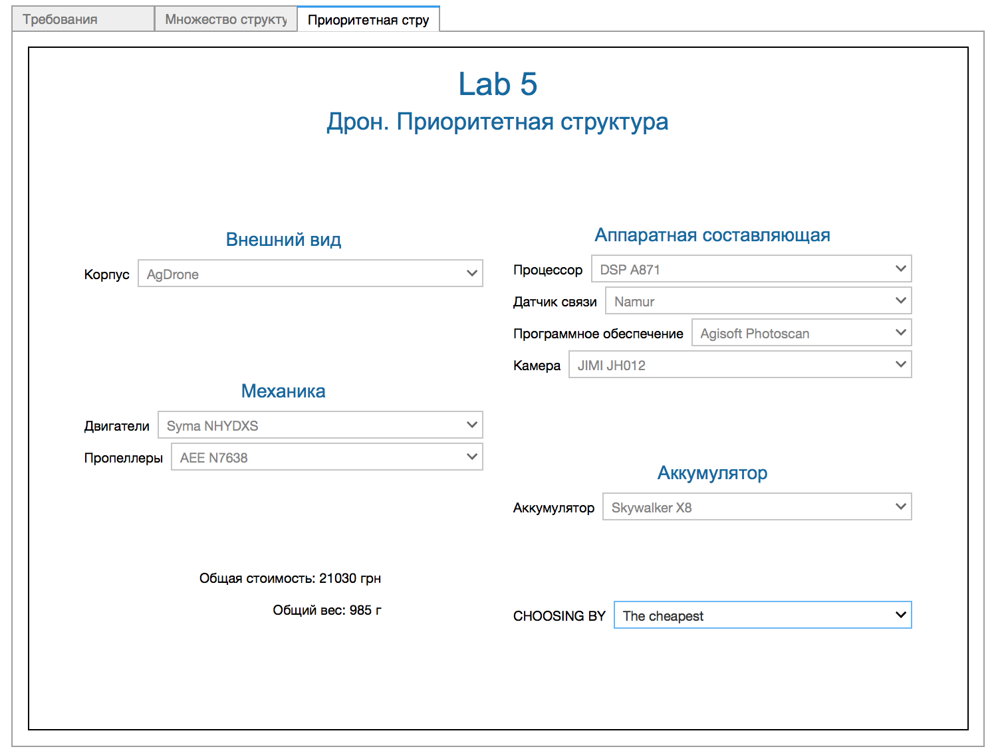 Требования
Множество структу
Приоритетная стру
Lab 5
Дрон. Приоритетная структура
Внешний вид
Корпус AgDrone
Механика
Двигатели Syma NHYDXS
Пропеллеры AEE N7638
Общая стоимость: 21030 грн
Общий вес: 985 г
Аппаратная составляющая
Процессор DSP A871
Датчик связи Namur
Программное обеспечение Agisoft Photoscan
Камера JIMI JH012
Аккумулятор
Аккумулятор Skywalker X8
CHOOSING BY The cheapest